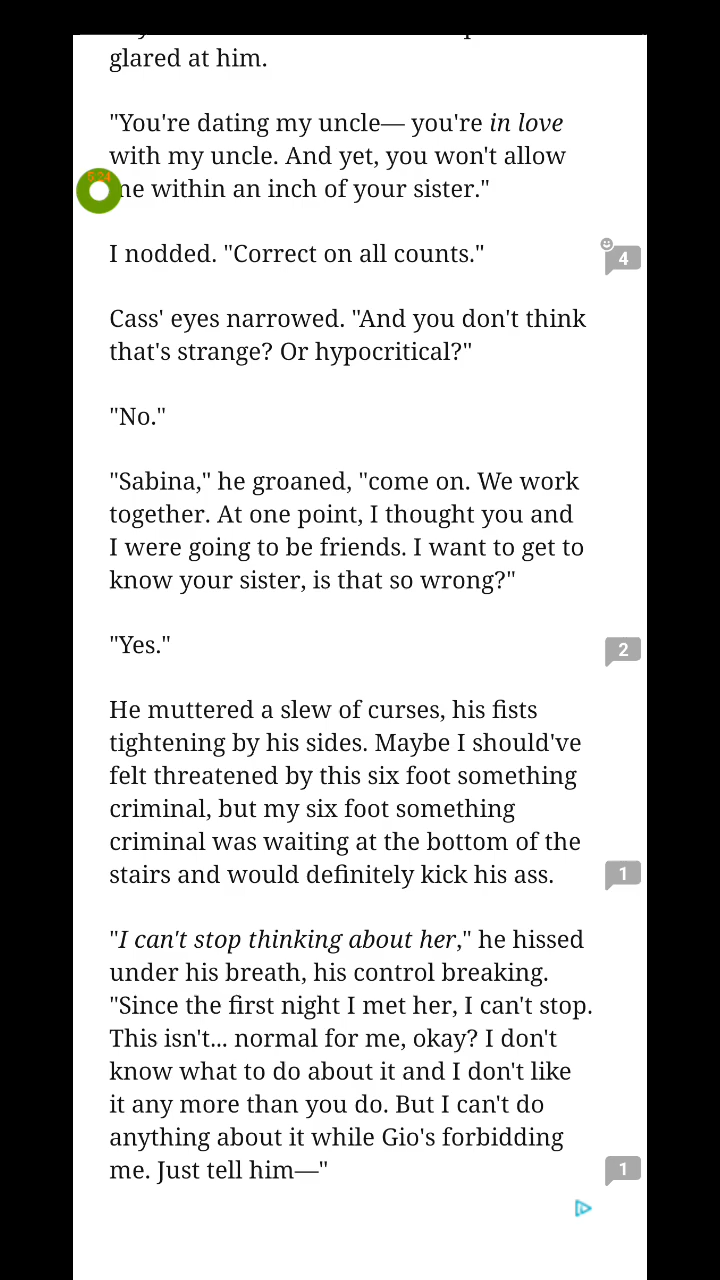 glared at him.
"You're dating my uncle— you're in love
with my uncle. And yet, you won't allow
5:24
me within an inch of your sister."
I nodded. "Correct on all counts."
4
Cass' eyes narrowed. "And you don't think
that's strange? Or hypocritical?"
"No."
"Sabina," he groaned, "come on. We work
together. At one point, I thought you and
I were going to be friends. I want to get to
know your sister, is that so wrong?"
"Yes."
2
He muttered a slew of curses, his fists
tightening by his sides. Maybe I should've
felt threatened by this six foot something
criminal, but my six foot something
criminal was waiting at the bottom of the
stairs and would definitely kick his ass.
1
"I can't stop thinking about her," he hissed
under his breath, his control breaking.
"Since the first night I met her, I can't stop.
This isn't... normal for me, okay? I don't
know what to do about it and I don't like
it any more than you do. But I can't do
anything about it while Gio's forbidding
me. Just tell him—"
1